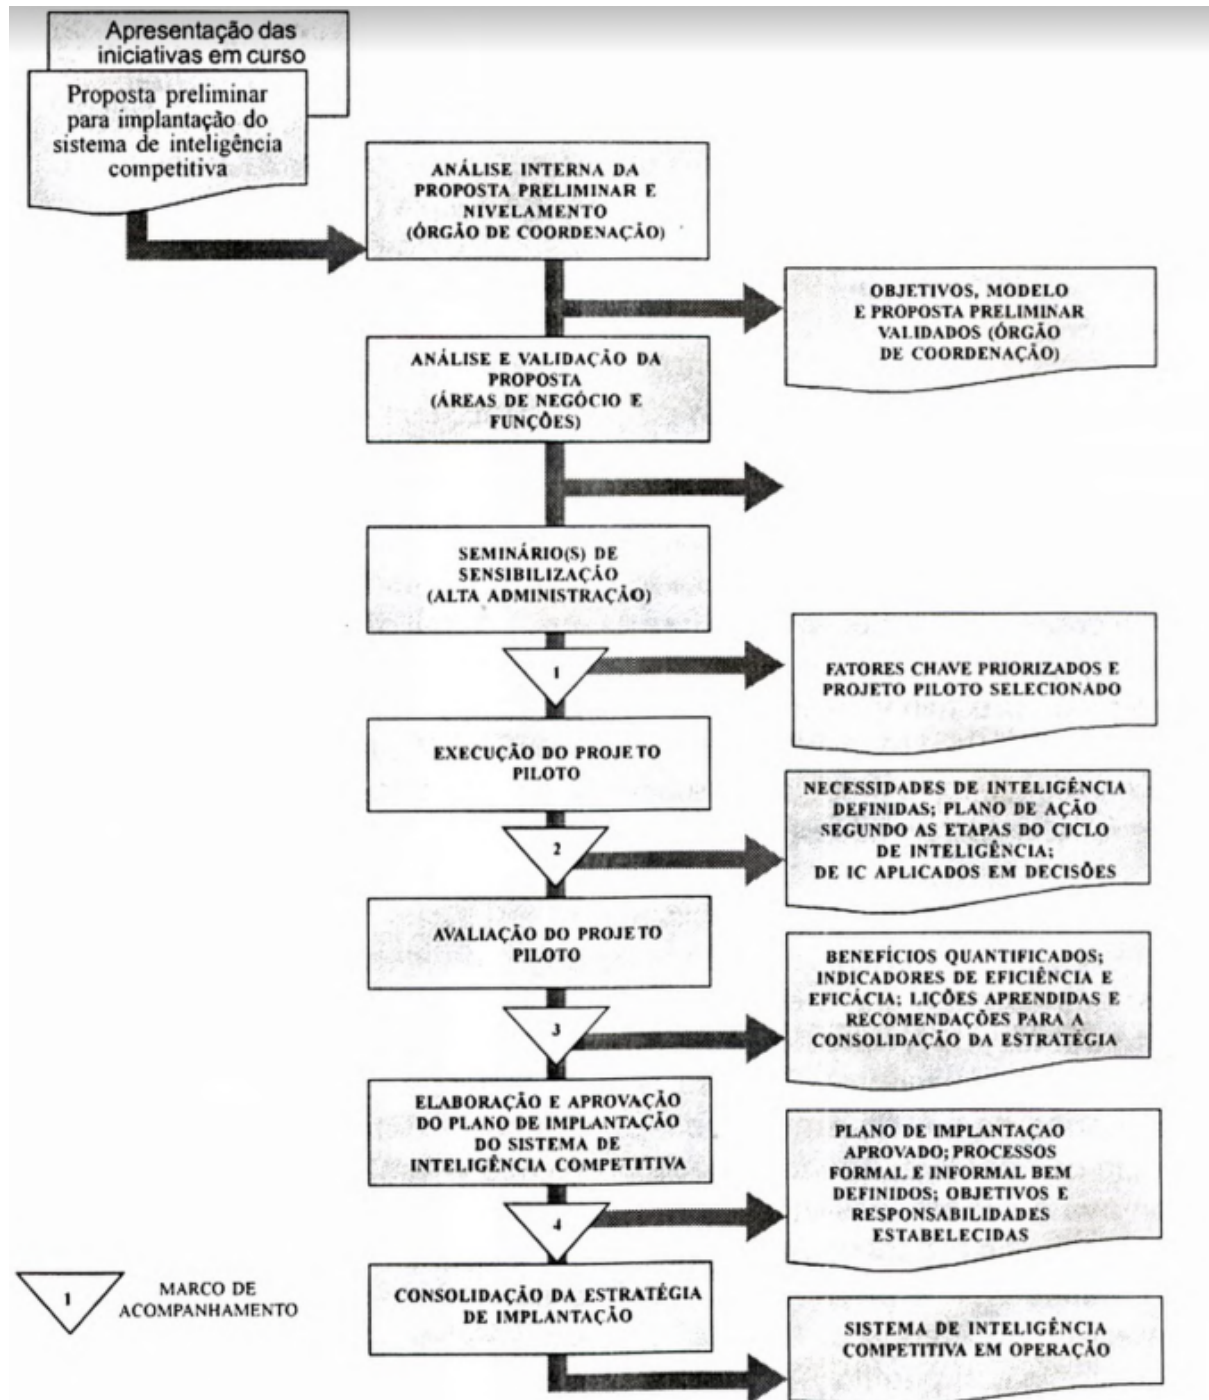 Apresentação das
iniciativas em curso
Proposta preliminar
para implantação do
sistema de inteligência
competitiva
ANÁLISE INTERNA DA
PROPOSTA PRELIMINAR E
NIVELAMENTO
(ÓRGÃO DE COORDENAÇÃO)
OBJETIVOS, MODELO
E PROPOSTA PRELIMINAR
VALIDADOS (ÓRGÃO
DE COORDENAÇÃO)
ANÁLISE E VALIDAÇÃO DA
PROPOSTA
(ÁREAS DE NEGÓCIO E
FUNÇÕES)
SEMINÁRIO(S) DE
SENSIBILIZAÇÃO
(ALTA ADMINISTRAÇÃO)
1
FATORES CHAVE PRIORIZADOS E
PROJETO PILOTO SELECIONADO
EXECUÇÃO DO PROJETO
PILOTO
2
NECESSIDADES DE INTELIGÊNCIA
DEFINIDAS; PLANO DE AÇÃO
SEGUNDO AS ETAPAS DO CICLO
DE INTELIGÊNCIA;
DE IC APLICADOS EM DECISÕES
AVALIAÇÃO DO PROJETO
PILOTO
3
BENEFÍCIOS QUANTIFICADOS;
INDICADORES DE EFICIÊNCIA E
EFICÁCIA; LIÇÕES APRENDIDAS E
RECOMENDAÇÕES PARA A
CONSOLIDAÇÃO DA ESTRATÉGIA
ELABORAÇÃO E APROVAÇÃO
DO PLANO DE IMPLANTAÇÃO
DO SISTEMA DE
INTELIGÊNCIA COMPETITIVA
4
PLANO DE IMPLANTAÇAO
APROVADO; PROCESSOS
FORMAL E INFORMAL BEM
DEFINIDOS; OBJETIVOS E
RESPONSABILIDADES
ESTABELECIDAS
1
MARCO DE
ACOMPANHAMENTO
CONSOLIDAÇÃO DA ESTRATÉGIA
DE IMPLANTAÇÃO
SISTEMA DE INTELIGÊNCIA
COMPETITIVA EM OPERAÇÃO